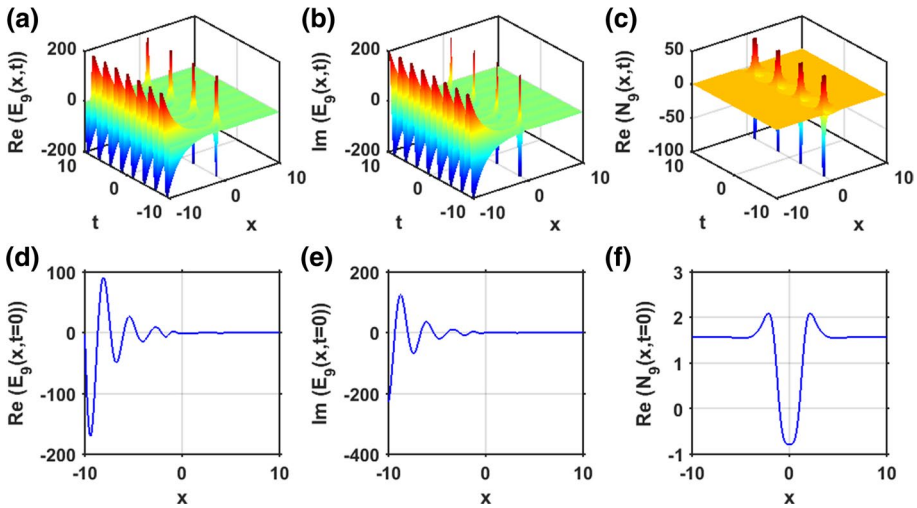 (a)
Re (E9(x,t))
200
0
-200
10
0
-10
t
-10
0
10
x
(b)
Im (E9(x,t))
200
0
-200
10
0
-10
t
-10
0
10
x
(c)
Re (N9(x,t))
50
0
-50
-100
10
0
-10
t
-10
0
10
x
(d)
Re (E9(x,t=0))
100
0
-100
-200
-10
0
10
x
(e)
Im (E9(x,t=0))
200
0
-200
-400
-10
0
10
x
(f)
Re (N9(x,t=0))
3
2
1
0
-1
-10
0
10
x